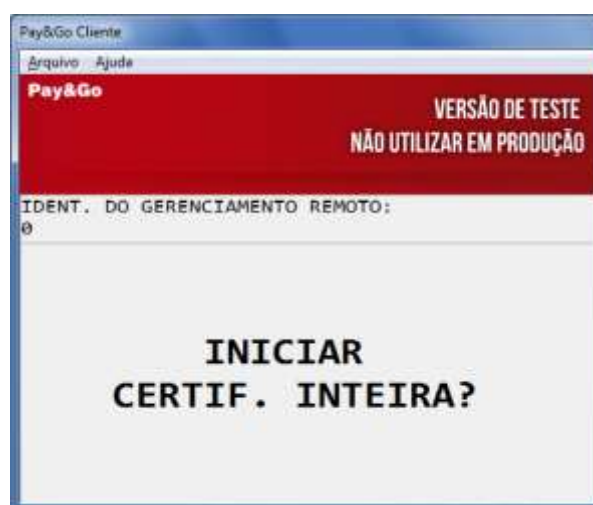 Pay&Go Cliente
Arquivo Ajuda
Pay&Go
VERSÃO DE TESTE
NÃO UTILIZAR EM PRODUÇÃO
IDENT. DO GERENCIAMENTO REMOTO:
0
INICIAR
CERTIF. INTEIRA?